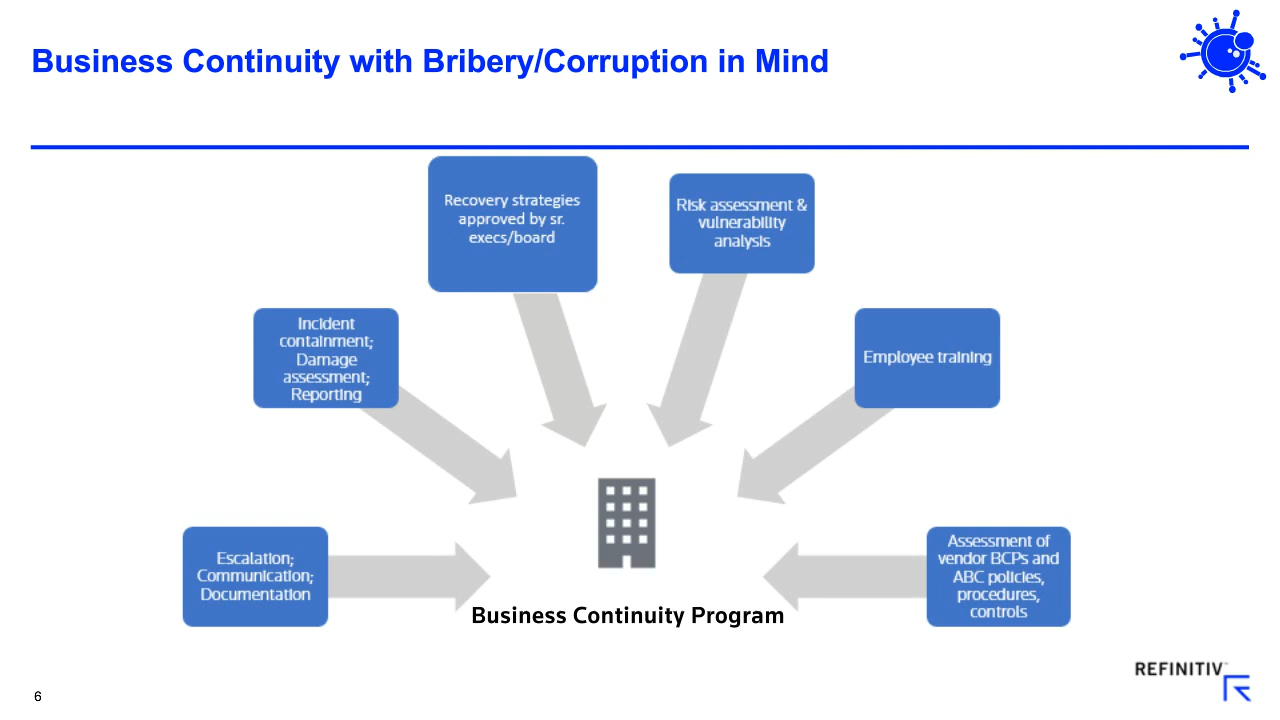 Business Continuity with Bribery/Corruption in Mind
Recovery strategies
approved by sr.
execs/board
Risk assessment &
vulnerability
analysis
Incident
containment;
Damage
assessment;
Reporting
Employee training
Escalation;
Communication;
Documentation
Assessment of
vendor BCPs and
ABC policies,
procedures,
controls
Business Continuity Program
REFINITIV™
6